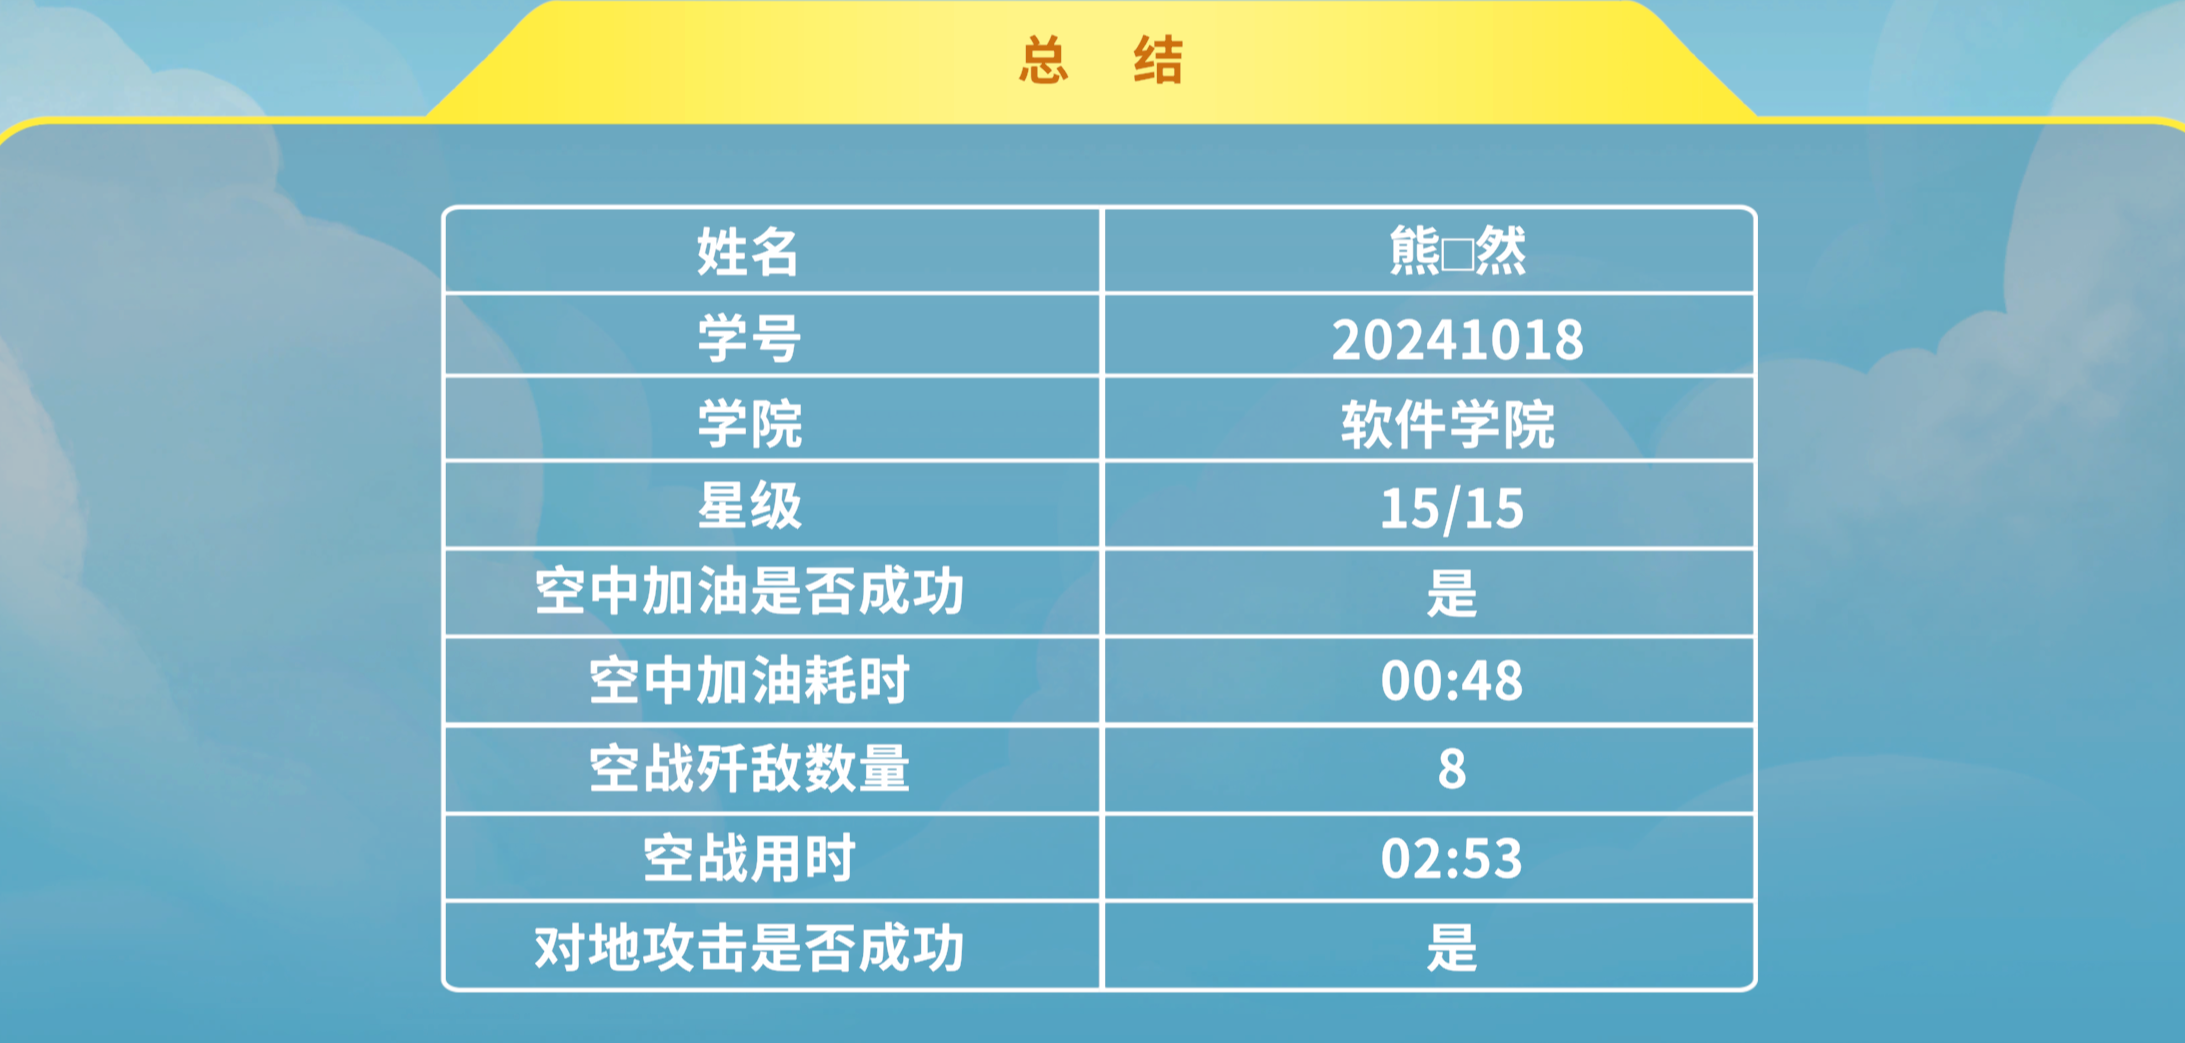 总 结
姓名 熊□然
学号 20241018
学院 软件学院
星级 15/15
空中加油是否成功 是
空中加油耗时 00:48
空战歼敌数量 8
空战用时 02:53
对地攻击是否成功 是